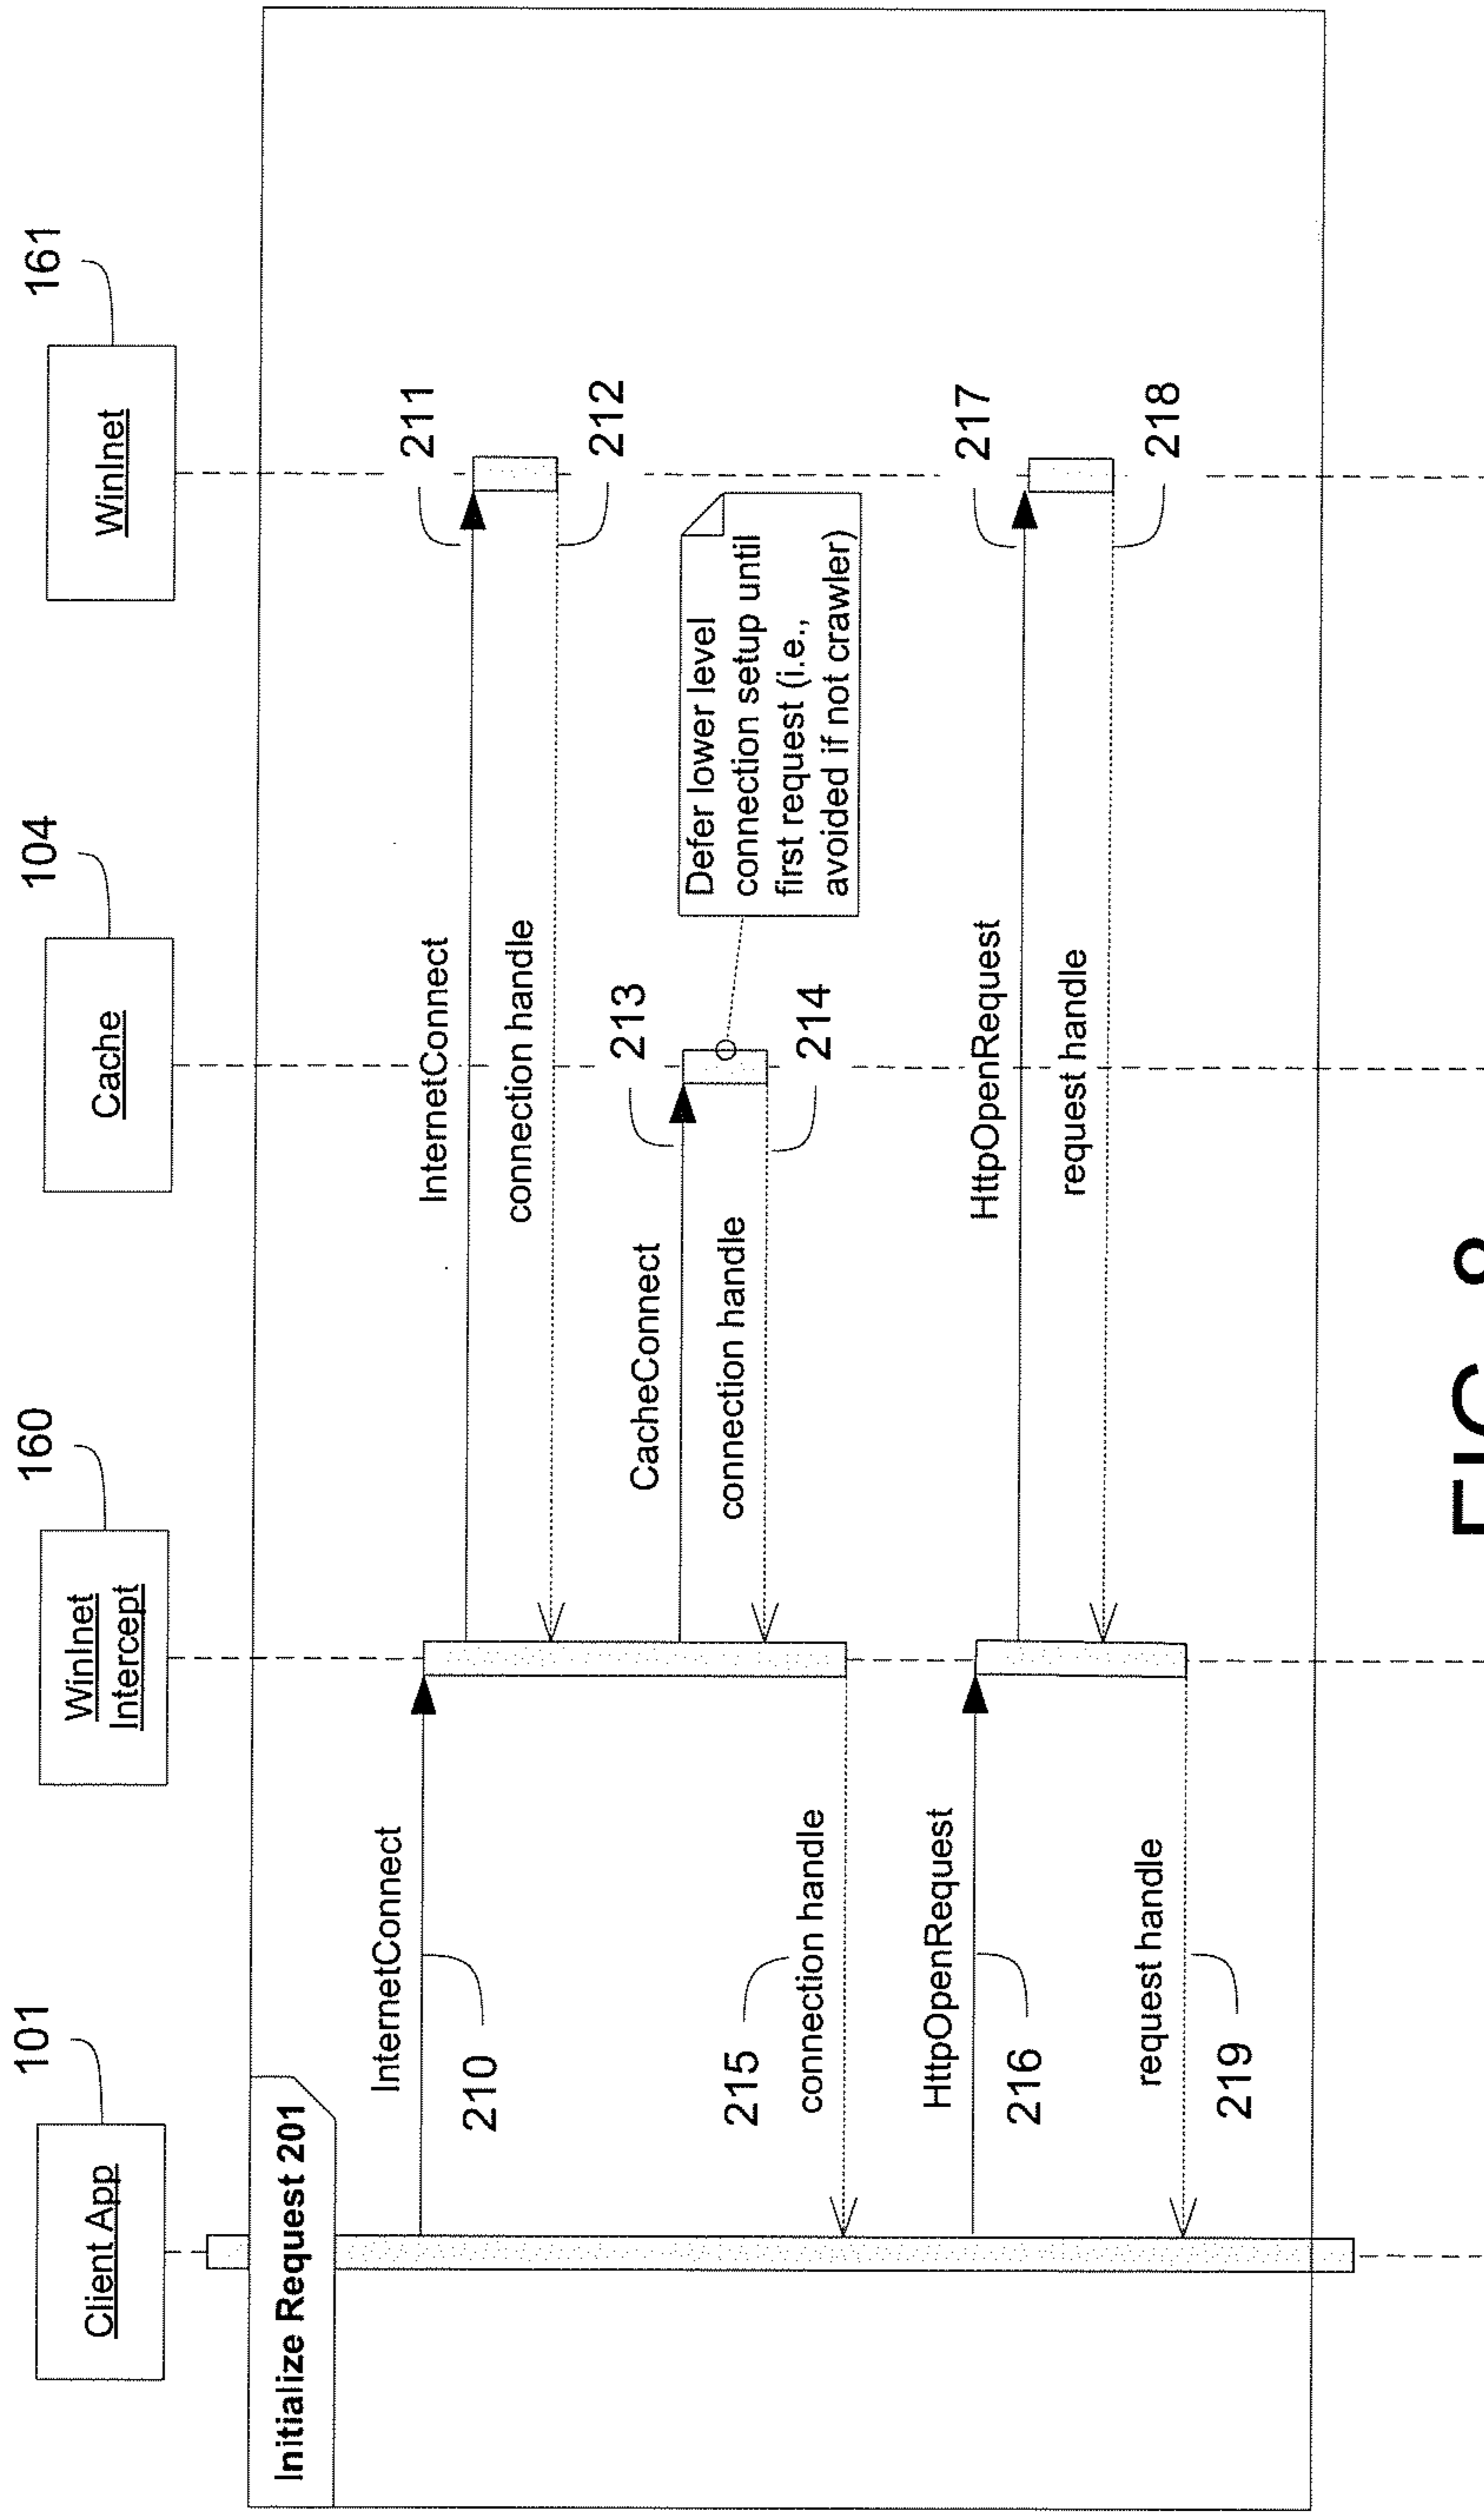 101
160
104
161
Client App
WinInet
Intercept
Cache
WinInet
Initialize Request 201
InternetConnect
210
InternetConnect
211
connection handle
212
CacheConnect
213
connection handle
214
Defer lower level
connection setup until
first request (i.e.,
avoided if not crawler)
215
connection handle
HttpOpenRequest
216
HttpOpenRequest
217
request handle
218
request handle
219